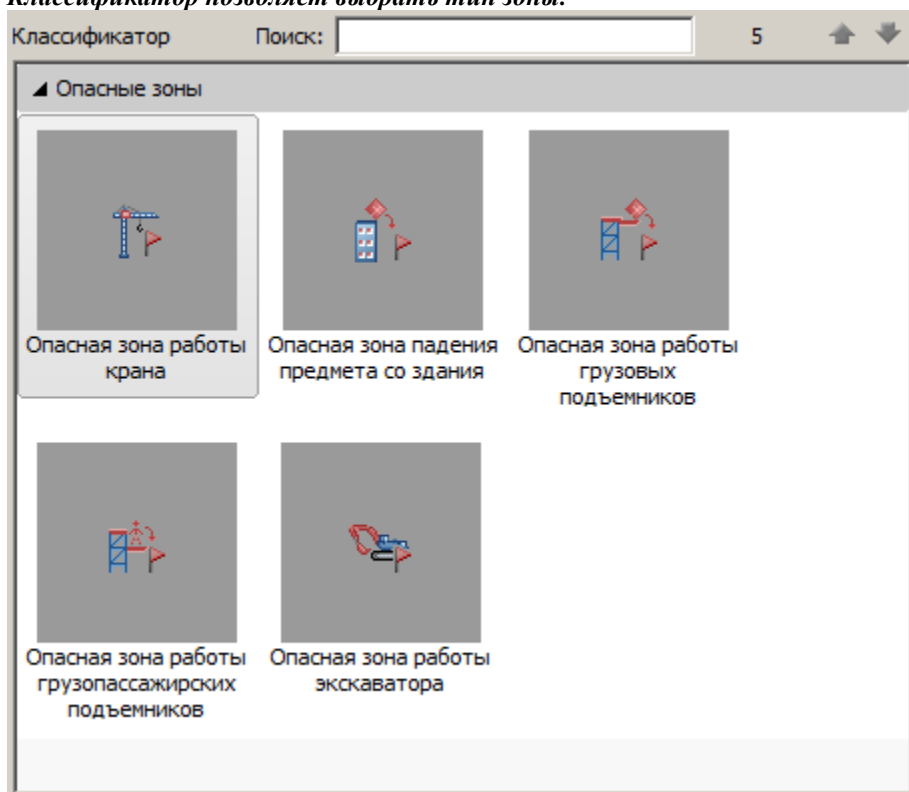 Классификатор позволяет выбрать тип зоны.
Классификатор Поиск: 5
Опасные зоны
Опасная зона работы
крана
Опасная зона падения
предмета со здания
Опасная зона работы
грузовых
подъемников
Опасная зона работы
грузопассажирских
подъемников
Опасная зона работы
экскаватора